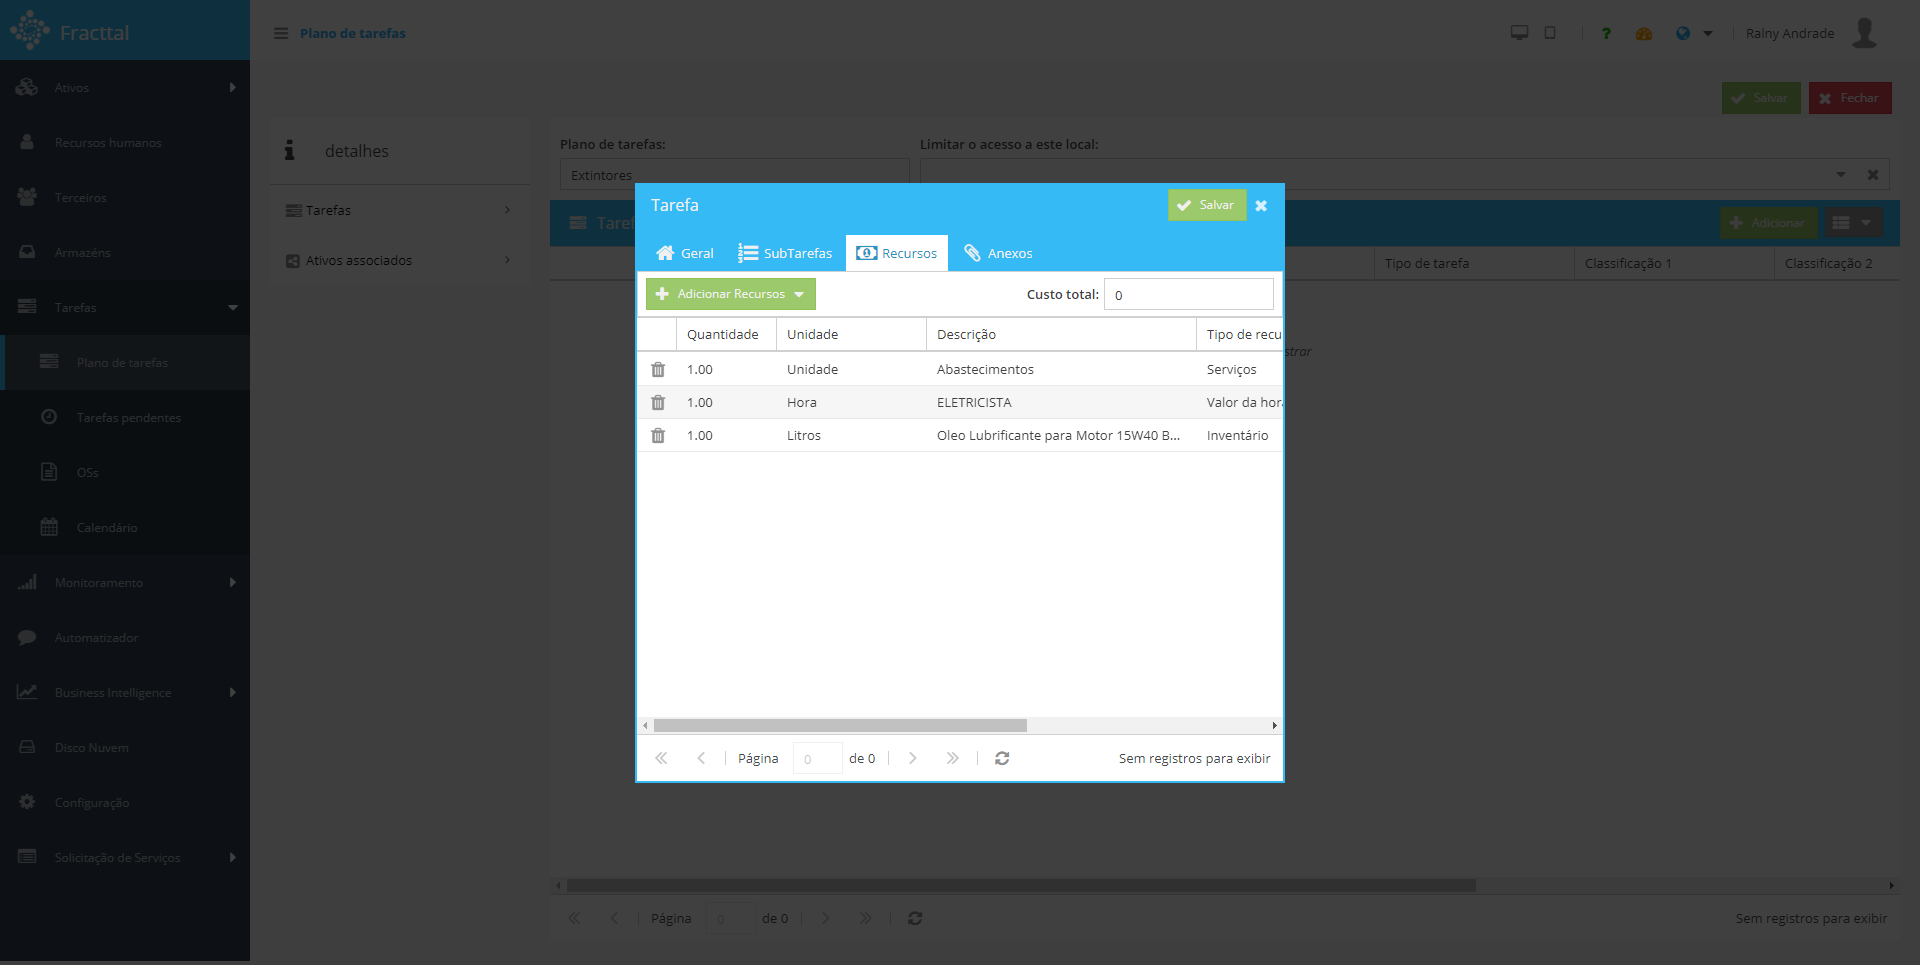 Fracttal
Plano de tarefas
?
Ralny Andrade
Ativos
Recursos humanos
Terceiros
Armazéns
Tarefas
Plano de tarefas
Tarefas pendentes
OSs
Calendário
Monitoramento
Automatizador
Business Intelligence
Disco Nuvem
Configuração
Solicitação de Serviços
Salvar
Fechar
detalhes
Tarefas
Ativos associados
Plano de tarefas:
Limitar o acesso a este local:
Extintores
Adicionar
Tipo de tarefa
Classificação 1
Classificação 2
Tarefa
Salvar
Geral
SubTarefas
Recursos
Anexos
Adicionar Recursos
Custo total:
0
Quantidade
Unidade
Descrição
Tipo de recu
1.00 Unidade Abastecimentos Serviços
1.00 Hora ELETRICISTA Valor da hor
1.00 Litros Oleo Lubrificante para Motor 15W40 B... Inventário
Página 0 de 0
Sem registros para exibir
Página 0 de 0
Sem registros para exibir